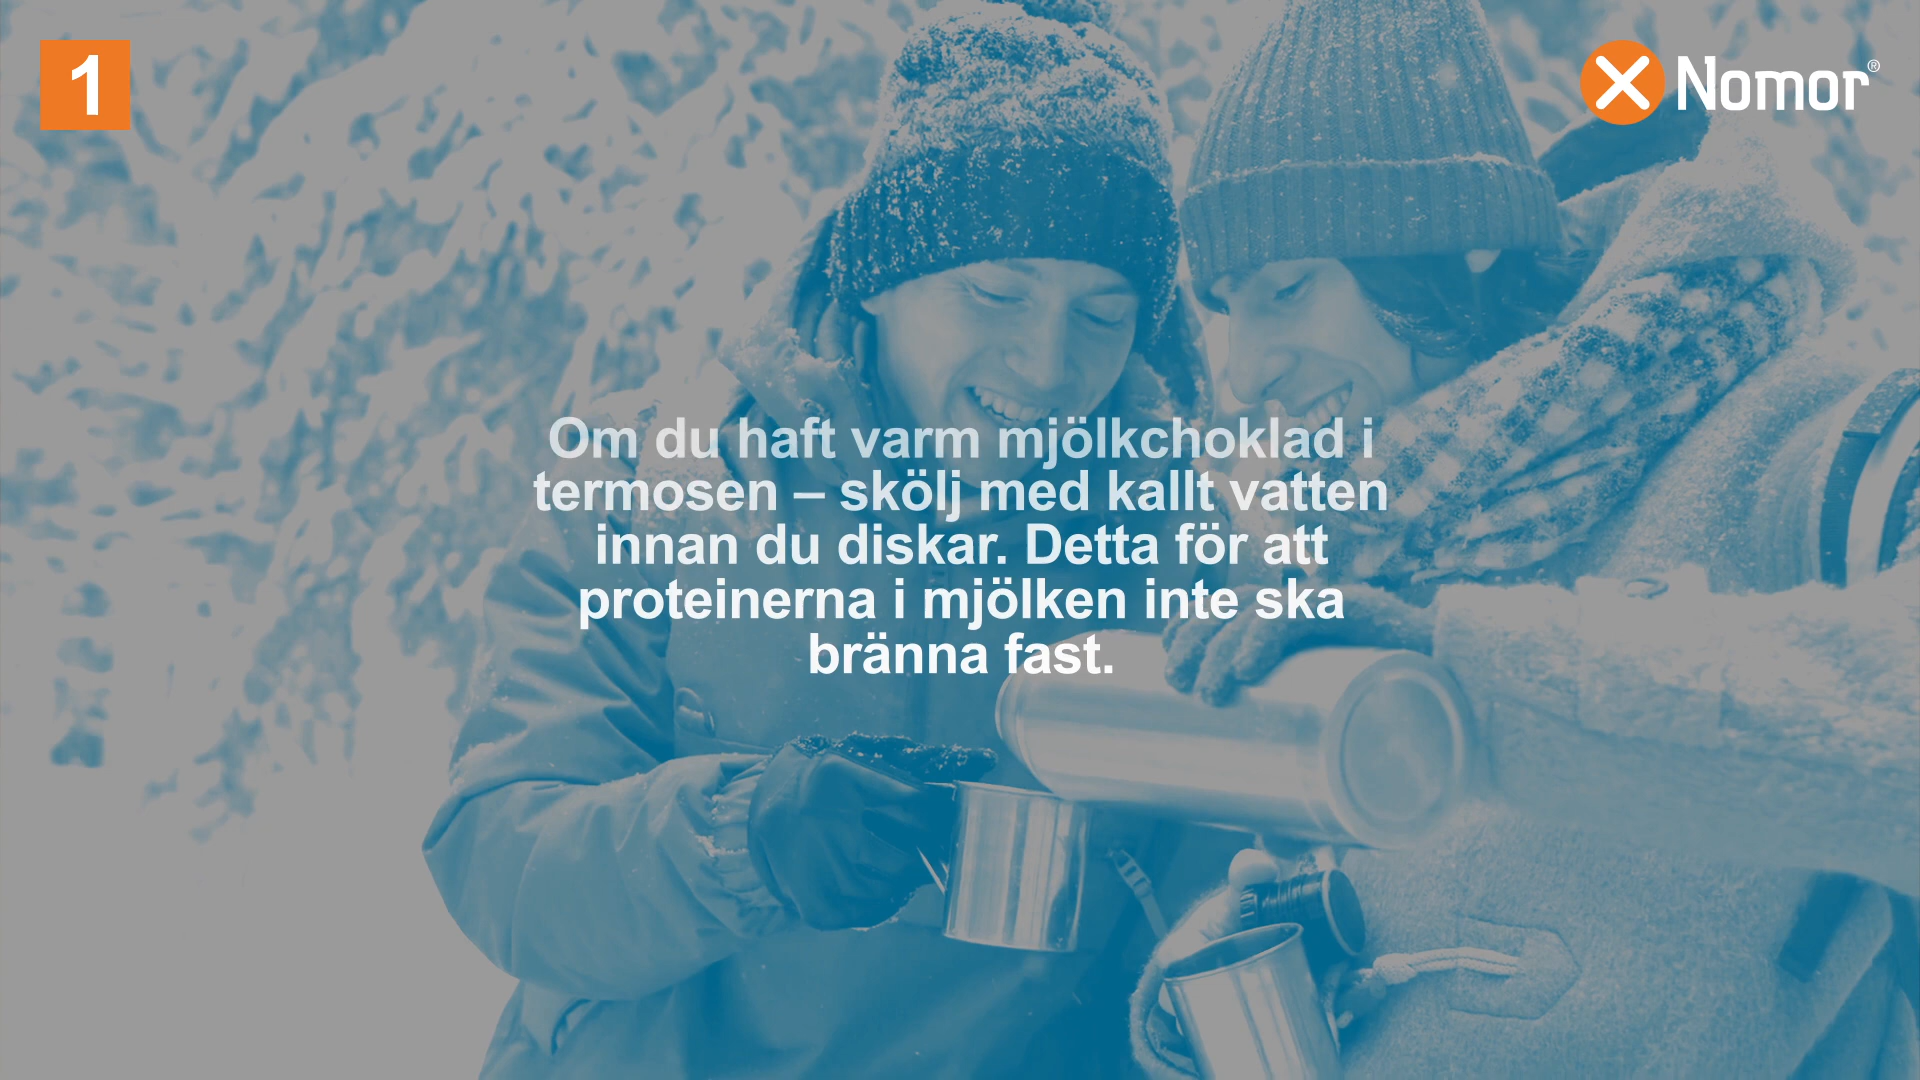 1
Nomor®
Om du haft varm mjölkchoklad i
termosen – skölj med kallt vatten
innan du diskar. Detta för att
proteinerna i mjölken inte ska
bränna fast.